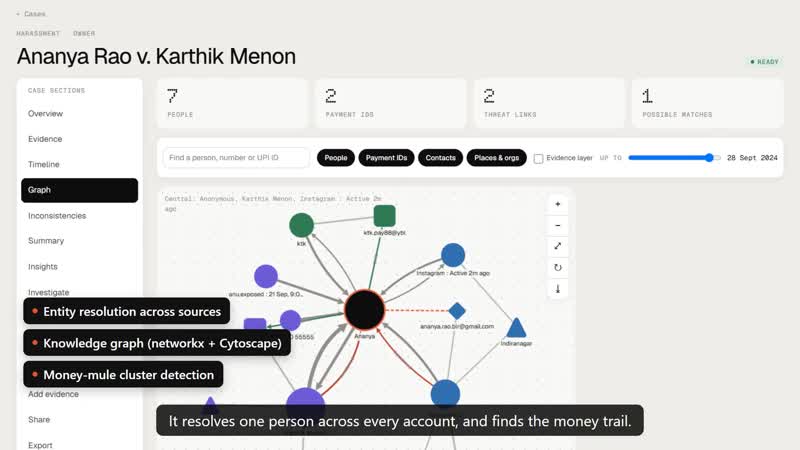 Cases
HARASSMENT OWNER
Ananya Rao v. Karthik Menon
READY
CASE SECTIONS
Overview
Evidence
Timeline
Graph
Inconsistencies
Summary
Insights
Investigate
Add evidence
Share
Export
7
PEOPLE
2
PAYMENT IDS
2
THREAT LINKS
1
POSSIBLE MATCHES
Find a person, number or UPI ID
People
Payment IDs
Contacts
Places & orgs
Evidence layer
UP TO
28 Sept 2024
Central: Anonymous, Karthik Menon, Instagram : Active 2m
ago
ktk
ktk.pay88@ybl
Instagram : Active 2m ago
anu.exposed : 21 Sep, 9:0...
55555
Ananya
ananya.rao.blr@gmail.com
Indiranagar
Entity resolution across sources
Knowledge graph (networkx + Cytoscape)
Money-mule cluster detection
It resolves one person across every account, and finds the money trail.